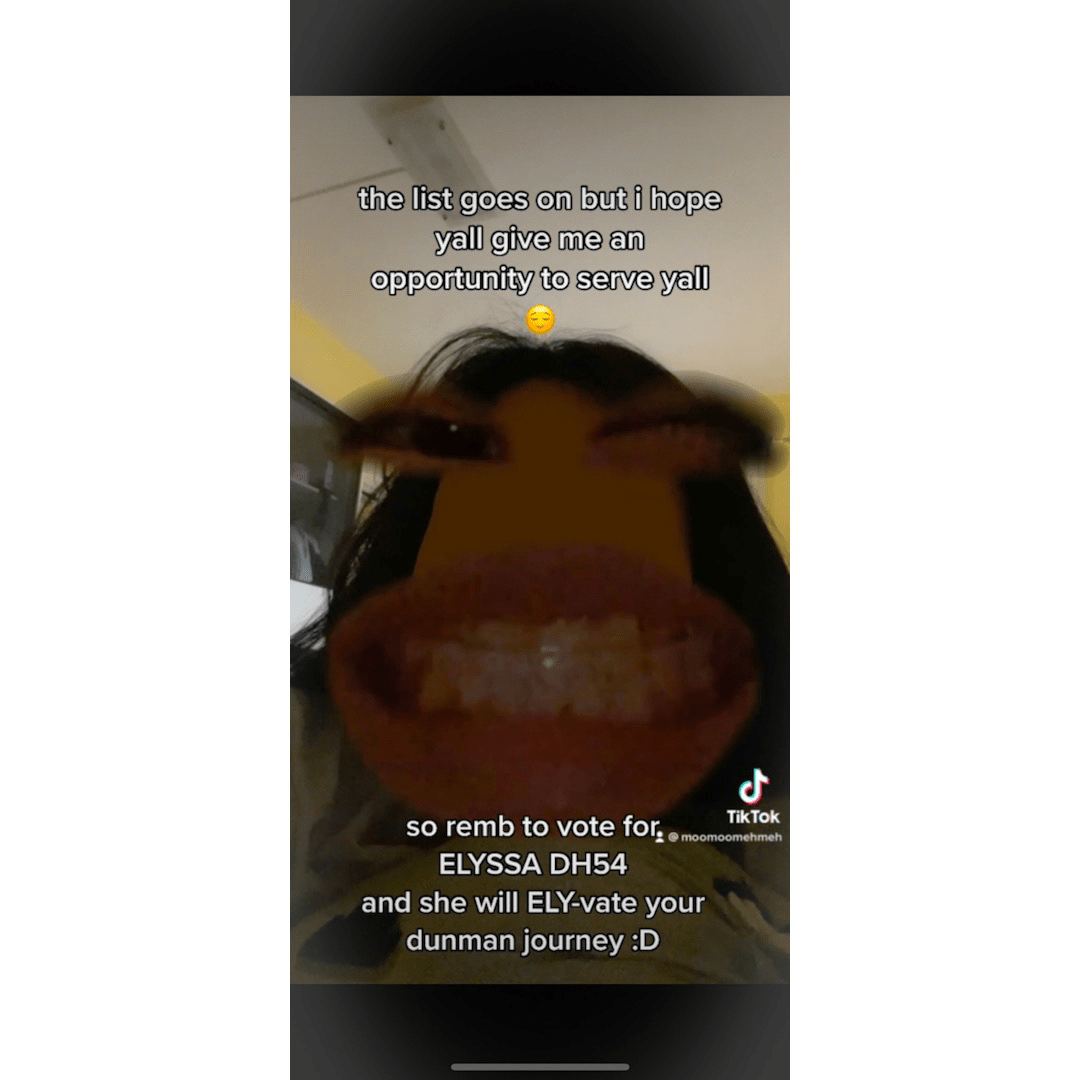 the list goes on but i hope
yall give me an
opportunity to serve yall
😌
so remb to vote for
ELYSSA DH54
and she will ELY-vate your
dunman journey :D
TikTok
@moomoomehmeh